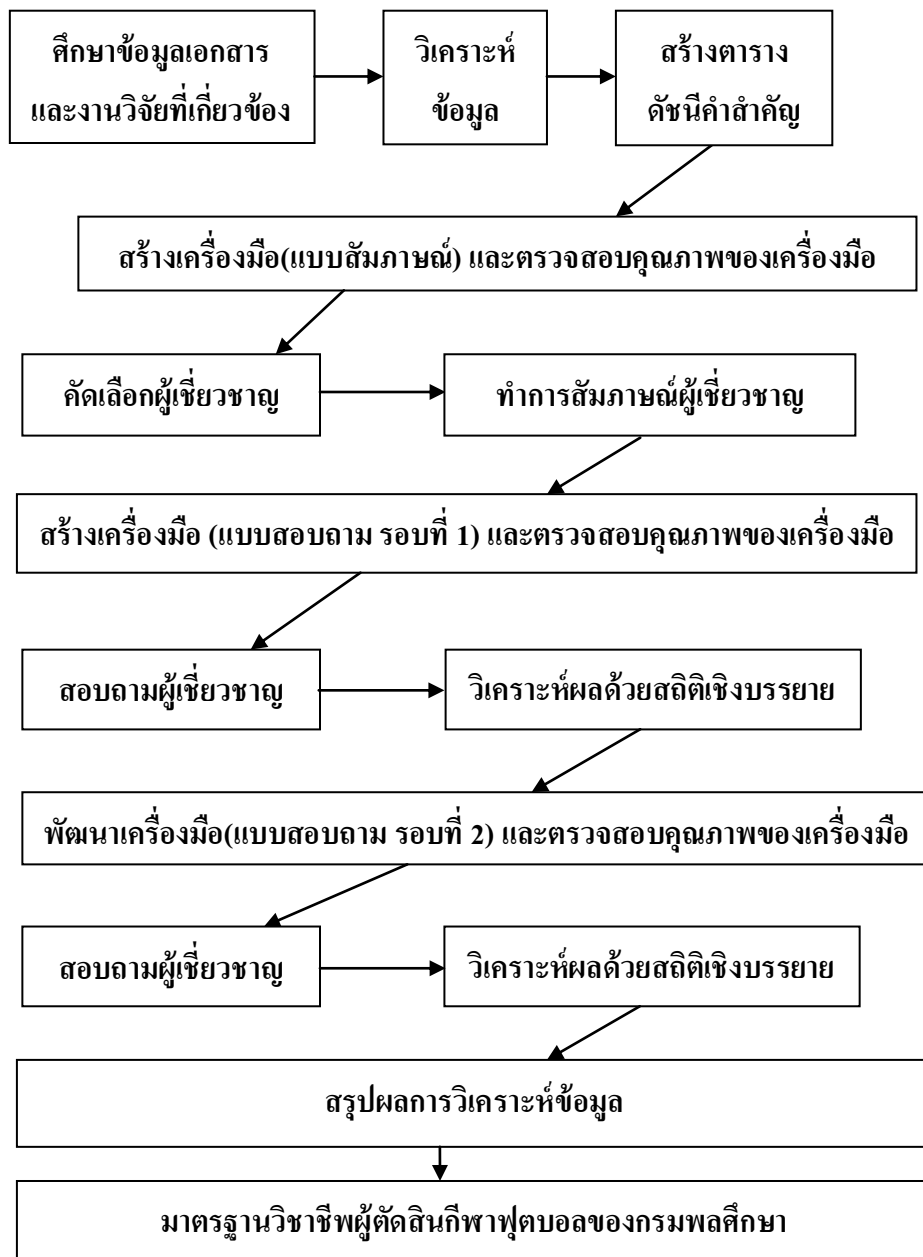 ศึกษาข้อมูลเอกสาร
และงานวิจัยที่เกี่ยวข้อง
วิเคราะห์
ข้อมูล
สร้างตาราง
ดัชนีคำสำคัญ
สร้างเครื่องมือ(แบบสัมภาษณ์) และตรวจสอบคุณภาพของเครื่องมือ
คัดเลือกผู้เชี่ยวชาญ
ทำการสัมภาษณ์ผู้เชี่ยวชาญ
สร้างเครื่องมือ (แบบสอบถาม รอบที่ 1) และตรวจสอบคุณภาพของเครื่องมือ
สอบถามผู้เชี่ยวชาญ
วิเคราะห์ผลด้วยสถิติเชิงบรรยาย
พัฒนาเครื่องมือ(แบบสอบถาม รอบที่ 2) และตรวจสอบคุณภาพของเครื่องมือ
สอบถามผู้เชี่ยวชาญ
วิเคราะห์ผลด้วยสถิติเชิงบรรยาย
สรุปผลการวิเคราะห์ข้อมูล
มาตรฐานวิชาชีพผู้ตัดสินกีฬาฟุตบอลของกรมพลศึกษา